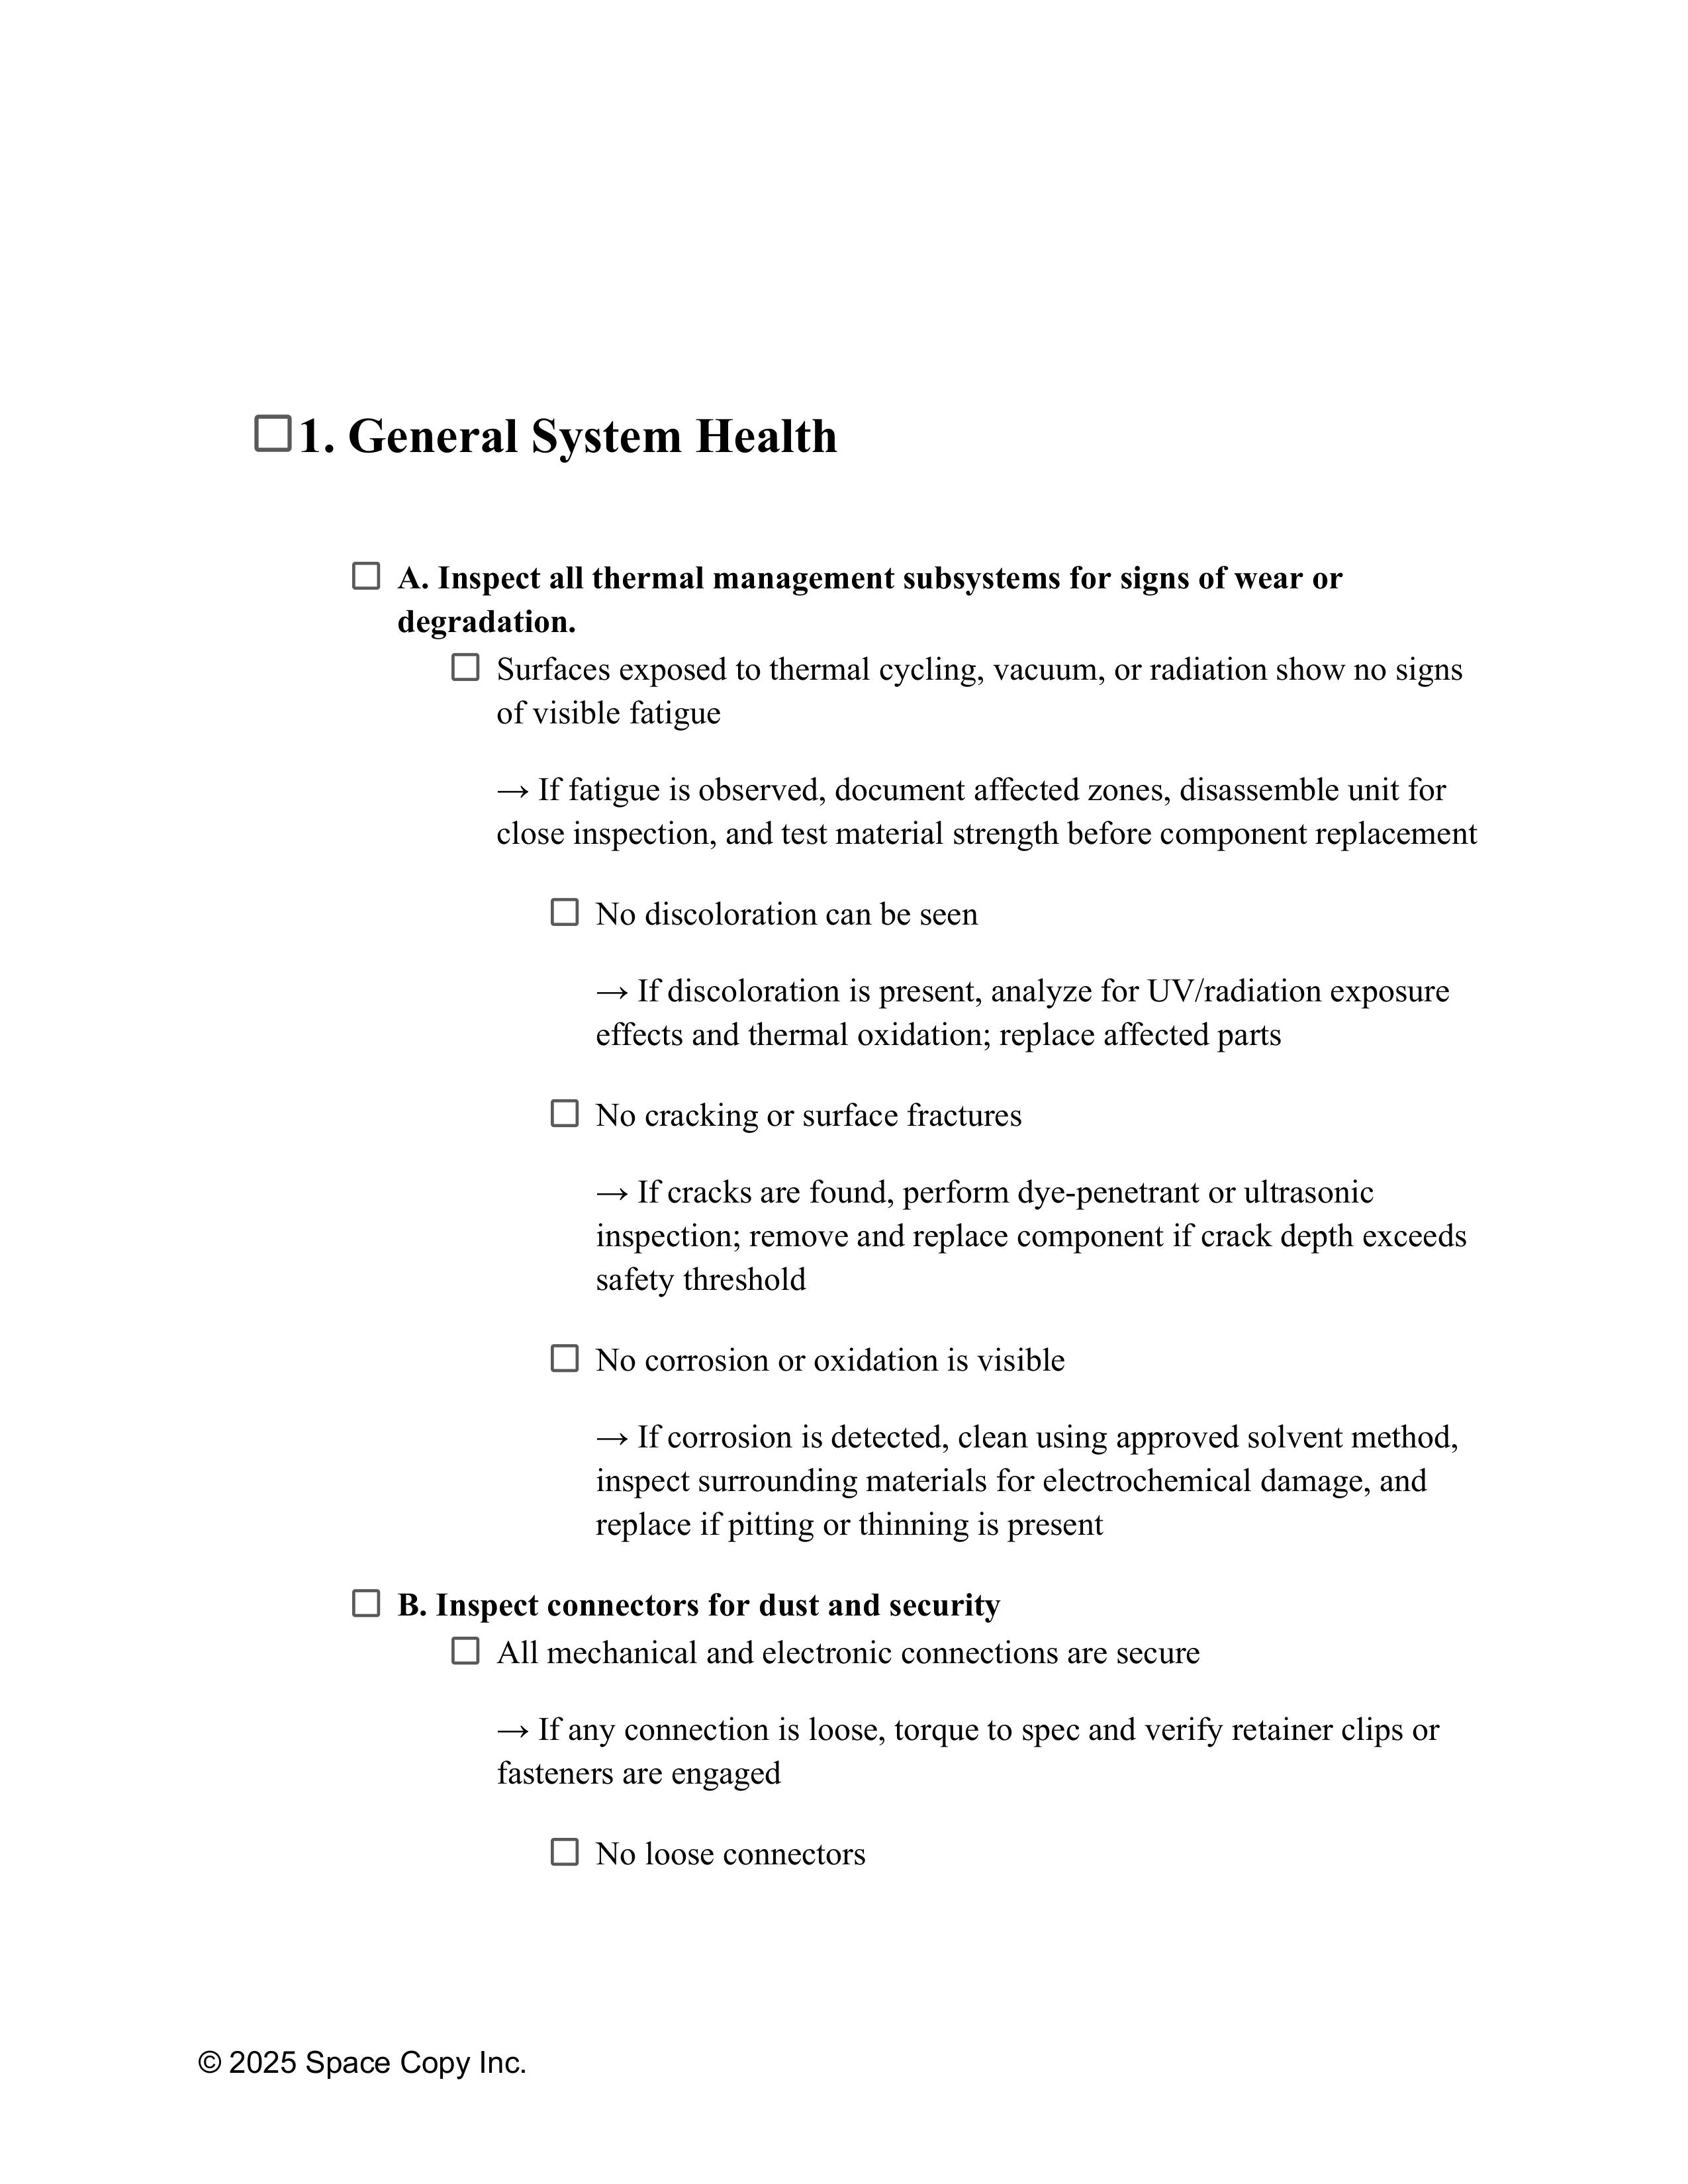 ☐ 1. General System Health
☐ A. Inspect all thermal management subsystems for signs of wear or
degradation.
☐ Surfaces exposed to thermal cycling, vacuum, or radiation show no signs
of visible fatigue
→ If fatigue is observed, document affected zones, disassemble unit for
close inspection, and test material strength before component replacement
☐ No discoloration can be seen
→ If discoloration is present, analyze for UV/radiation exposure
effects and thermal oxidation; replace affected parts
☐ No cracking or surface fractures
→ If cracks are found, perform dye-penetrant or ultrasonic
inspection; remove and replace component if crack depth exceeds
safety threshold
☐ No corrosion or oxidation is visible
→ If corrosion is detected, clean using approved solvent method,
inspect surrounding materials for electrochemical damage, and
replace if pitting or thinning is present
☐ B. Inspect connectors for dust and security
☐ All mechanical and electronic connections are secure
→ If any connection is loose, torque to spec and verify retainer clips or
fasteners are engaged
☐ No loose connectors
© 2025 Space Copy Inc.